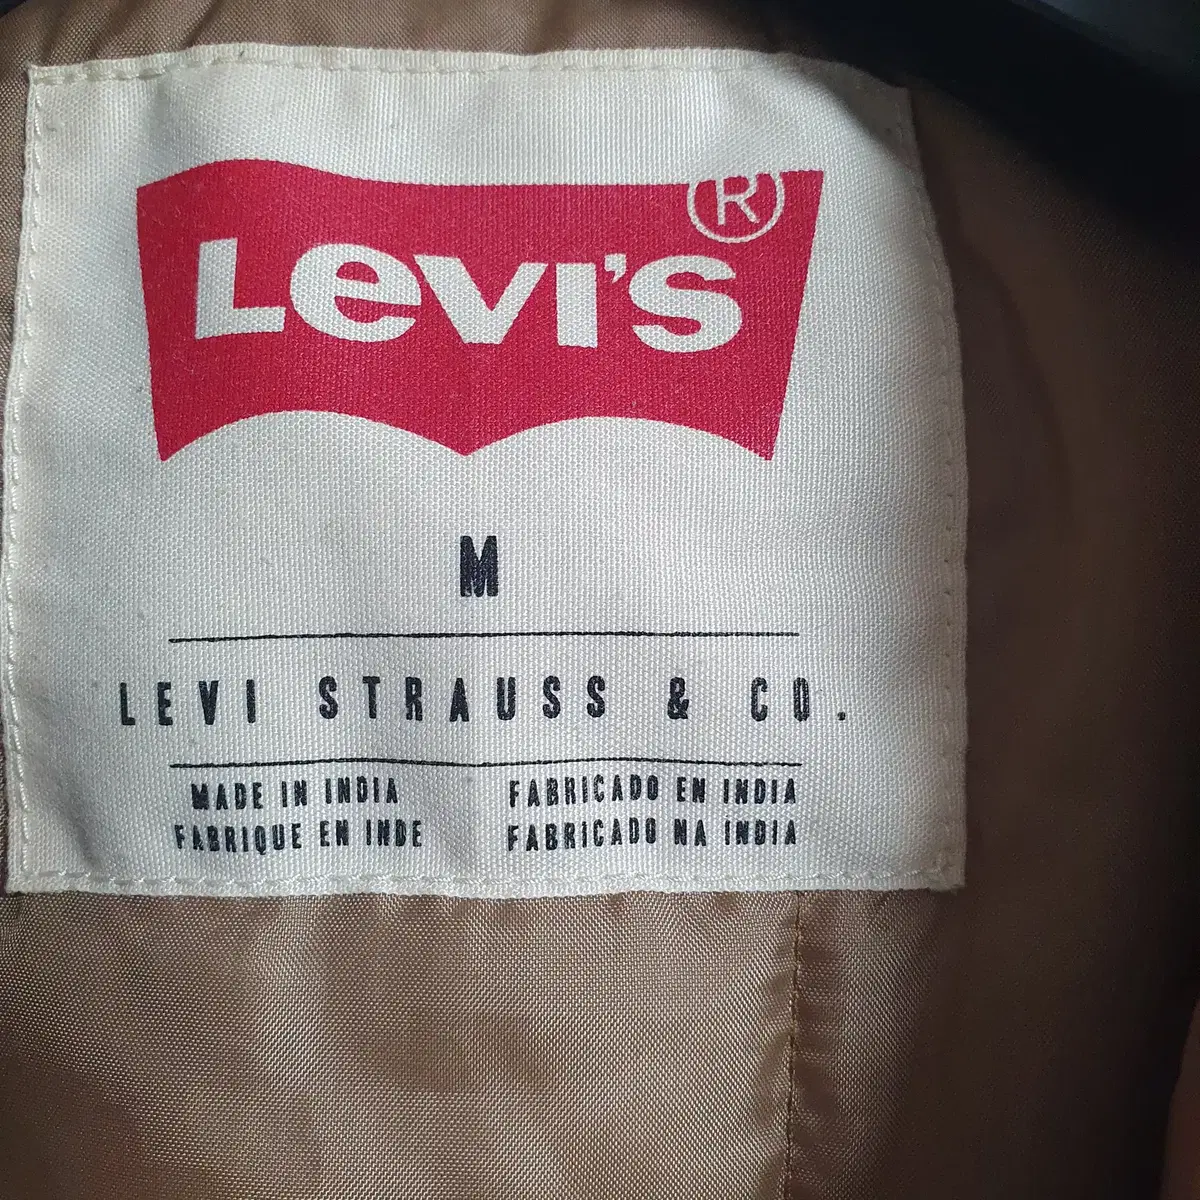 LEVI'S®
M
LEVI STRAUSS & CO.
MADE IN INDIA
FABRIQUE EN INDE
FABRICADO EN INDIA
FABRICADO NA INDIA